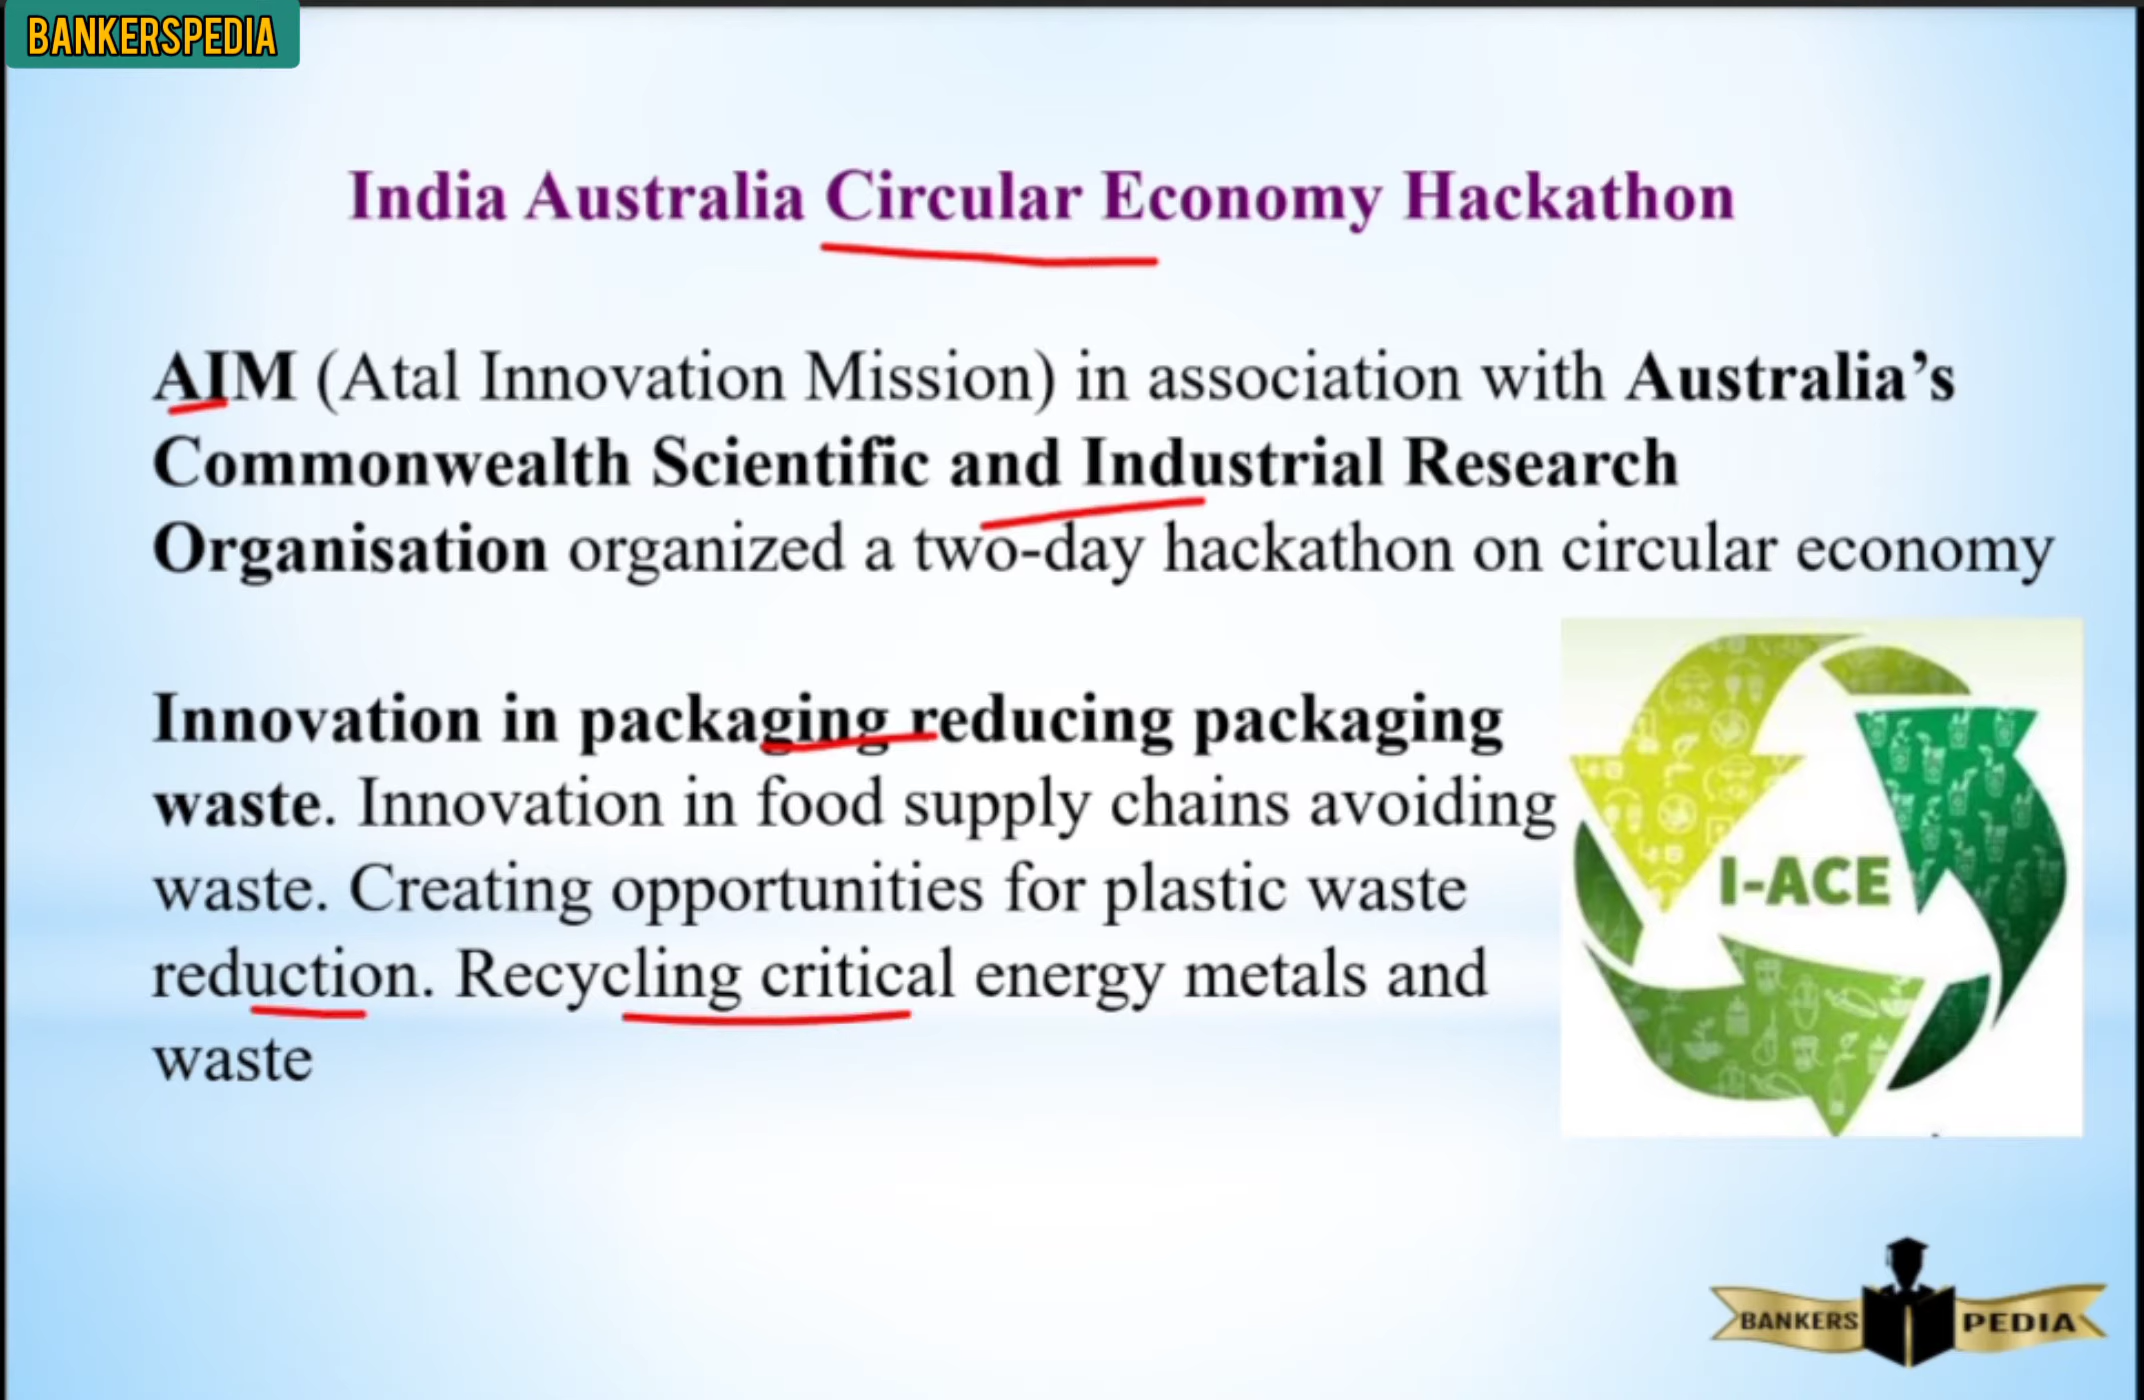 BANKERSPEDIA
India Australia Circular Economy Hackathon
AIM (Atal Innovation Mission) in association with Australia’s
Commonwealth Scientific and Industrial Research
Organisation organized a two-day hackathon on circular economy
Innovation in packaging reducing packaging
waste. Innovation in food supply chains avoiding
waste. Creating opportunities for plastic waste
reduction. Recycling critical energy metals and
waste
I-ACE
BANKERS PEDIA